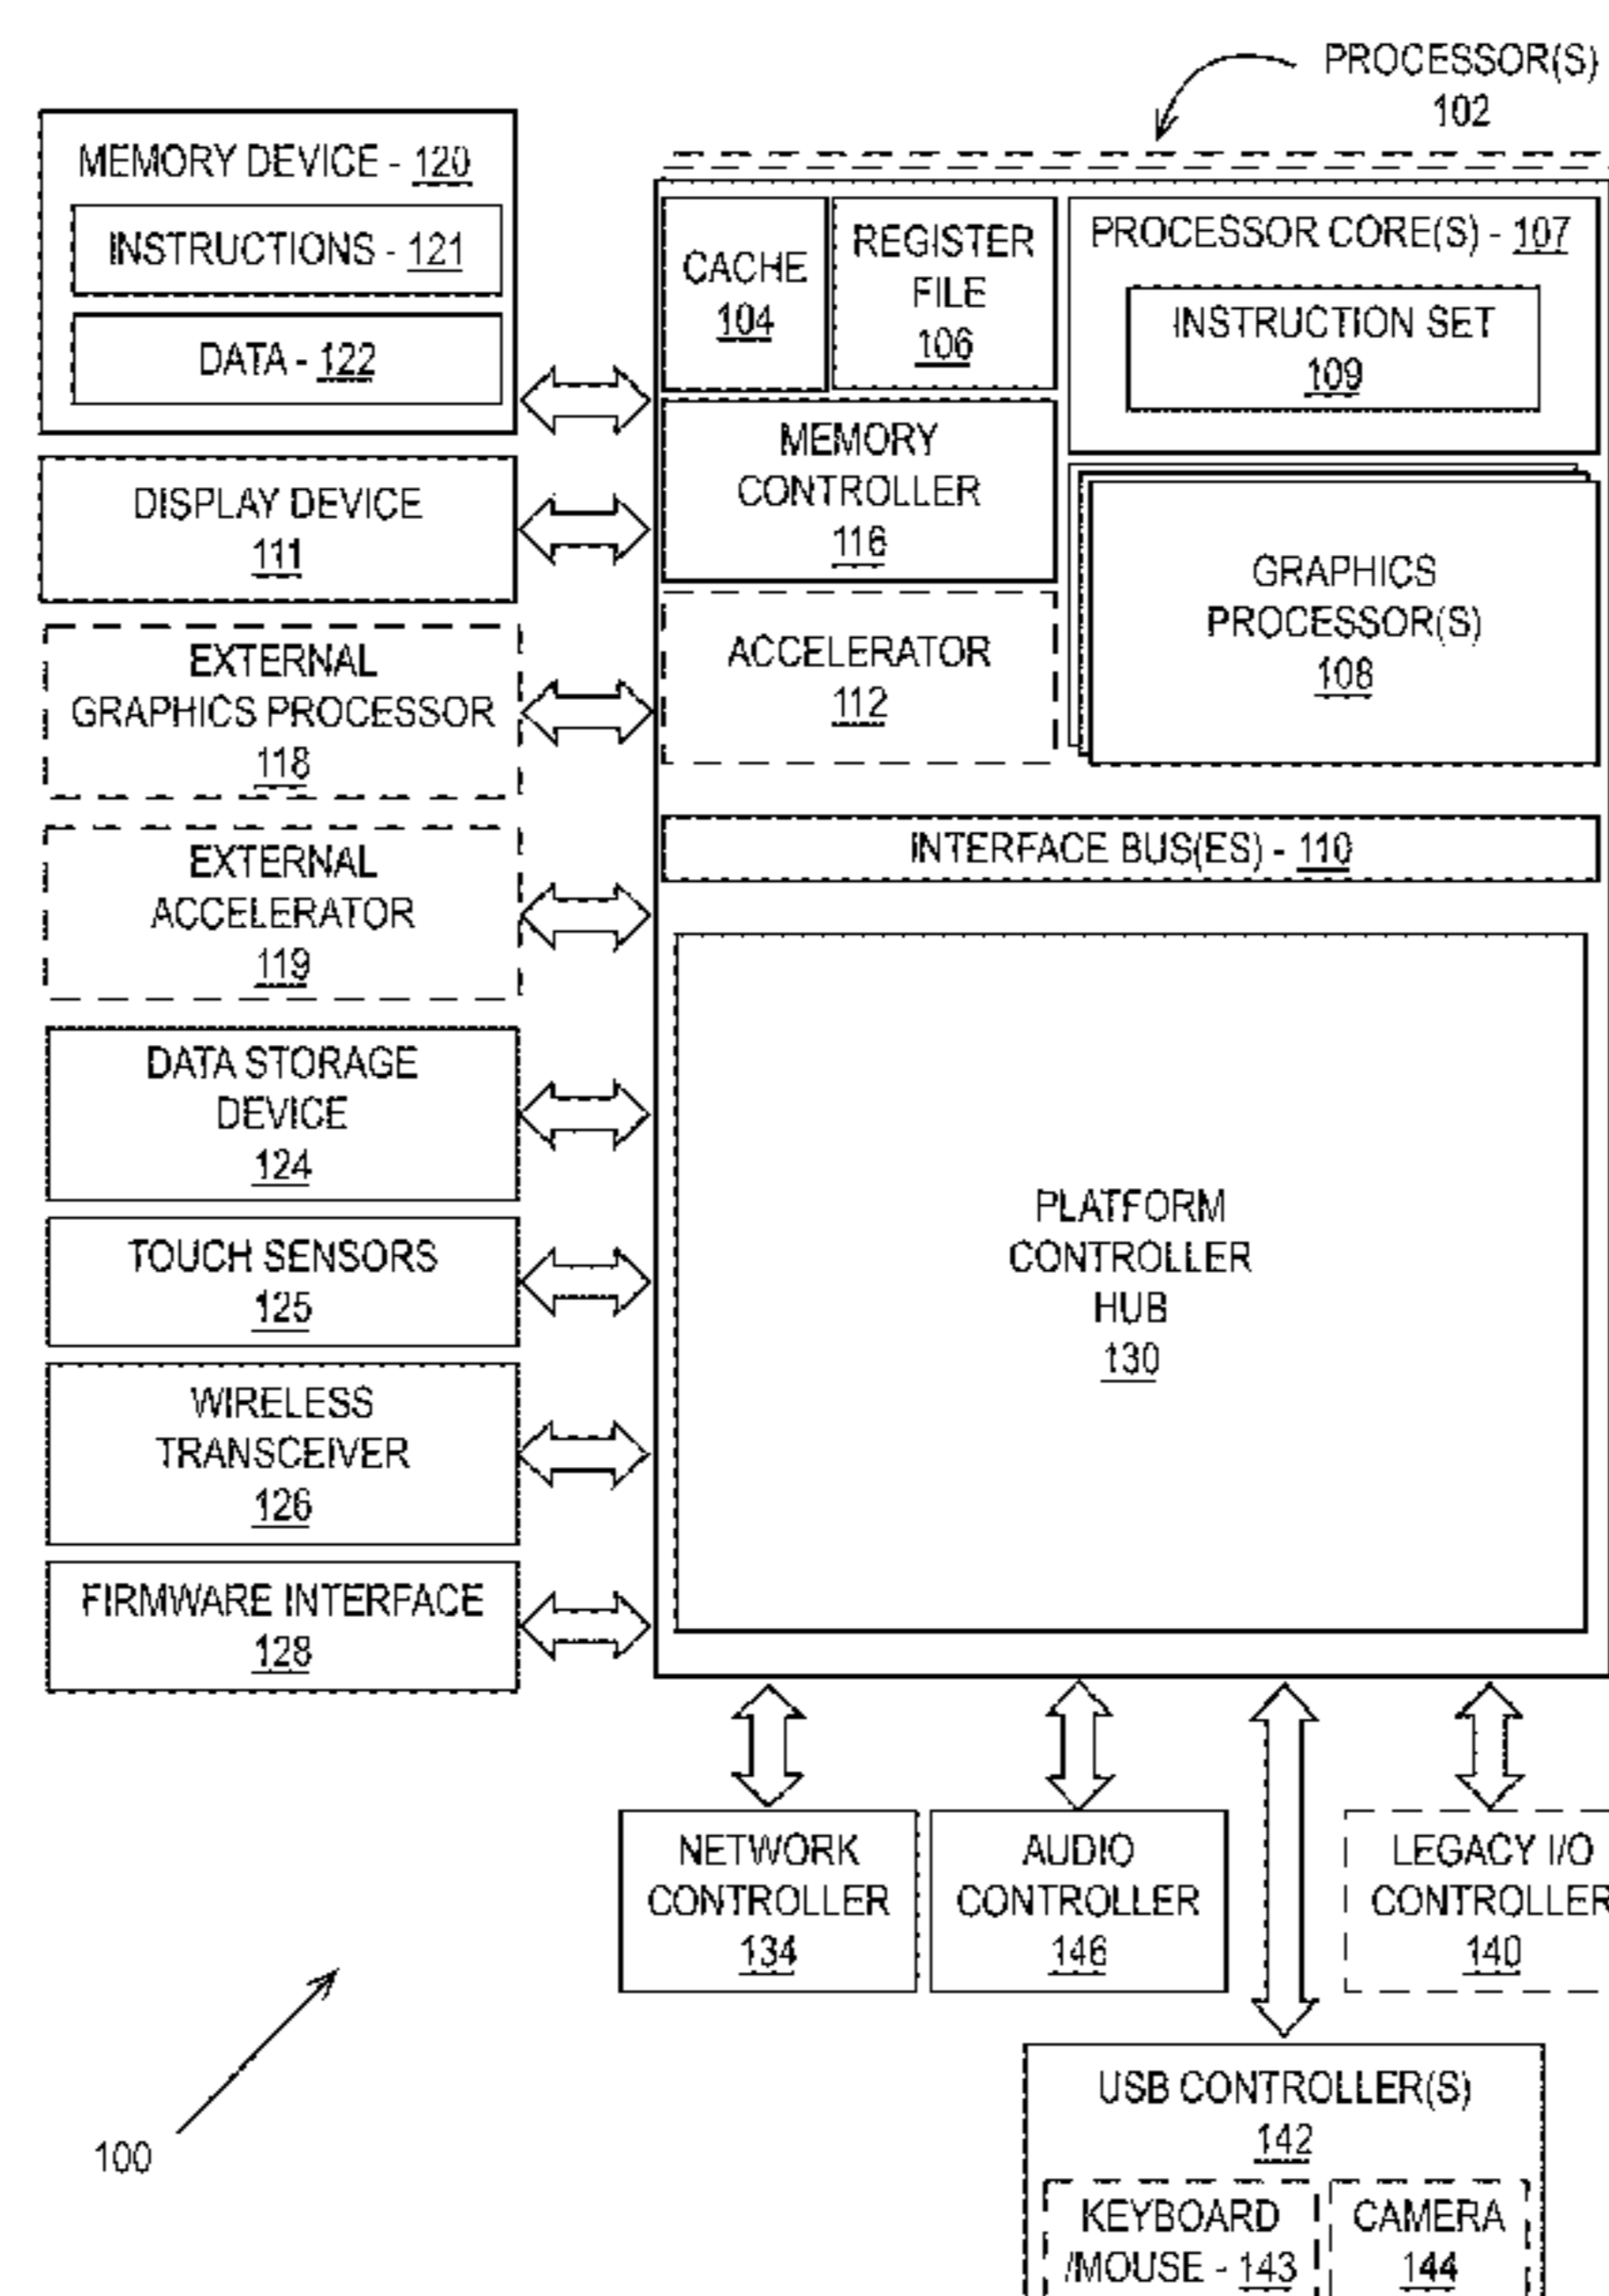 PROCESSOR(S)
102
MEMORY DEVICE - 120
INSTRUCTIONS - 121
DATA - 122
CACHE
104
REGISTER
FILE
106
PROCESSOR CORE(S) - 107
INSTRUCTION SET
109
MEMORY
CONTROLLER
116
DISPLAY DEVICE
111
GRAPHICS
PROCESSOR(S)
108
EXTERNAL
GRAPHICS PROCESSOR
118
ACCELERATOR
112
INTERFACE BUS(ES) - 110
EXTERNAL
ACCELERATOR
119
DATA STORAGE
DEVICE
124
TOUCH SENSORS
125
PLATFORM
CONTROLLER
HUB
130
WIRELESS
TRANSCEIVER
126
FIRMWARE INTERFACE
128
NETWORK
CONTROLLER
134
AUDIO
CONTROLLER
146
LEGACY I/O
CONTROLLER
140
USB CONTROLLER(S)
142
KEYBOARD
/MOUSE - 143
CAMERA
144
100